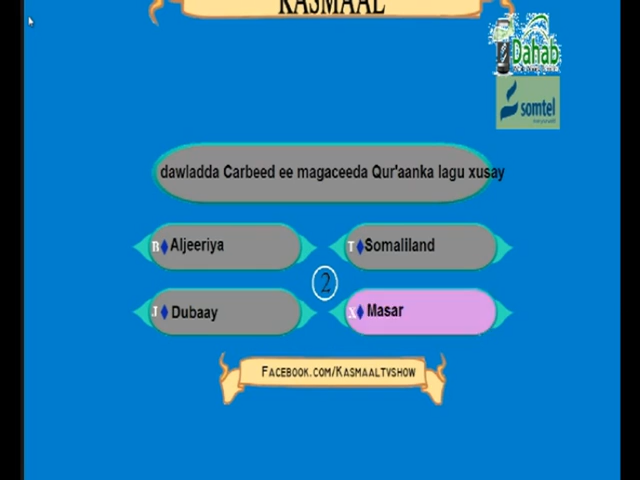 KASMAAL
Dahab
somtel
dawladda Carbeed ee magaceeda Qur'aanka lagu xusay
B Aljeeriya
T Somaliland
2
J Dubaay
X Masar
FACEBOOK.COM/KASMAALTVSHOW